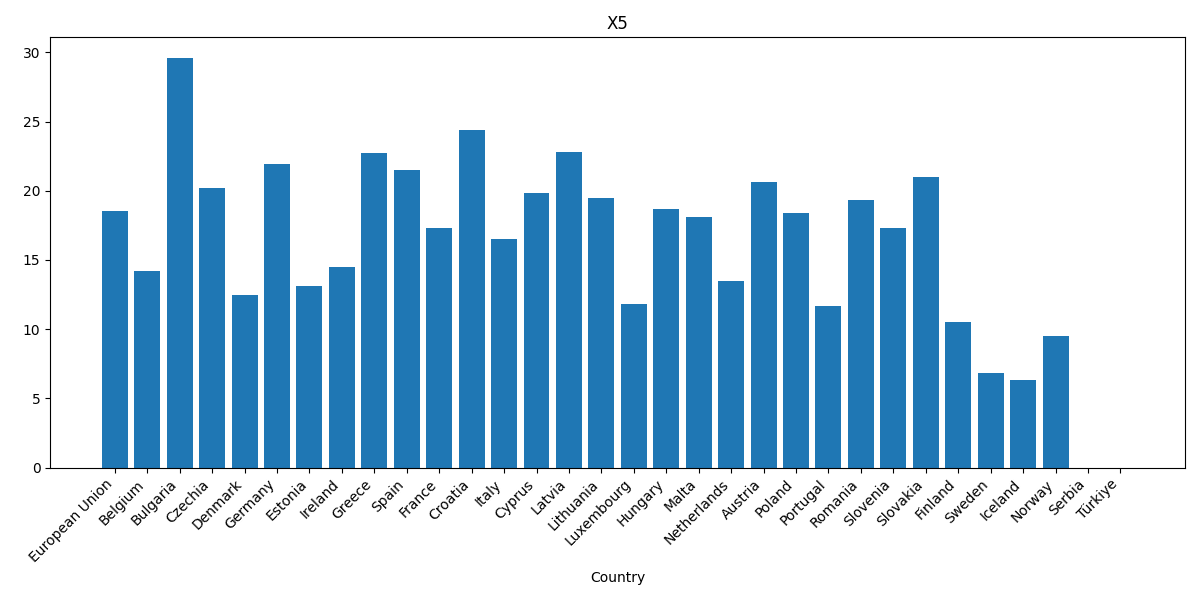 X5
30
25
20
15
10
5
0
European Union
Belgium
Bulgaria
Czechia
Denmark
Germany
Estonia
Ireland
Greece
Spain
France
Croatia
Italy
Cyprus
Latvia
Lithuania
Luxembourg
Hungary
Malta
Netherlands
Austria
Poland
Portugal
Romania
Slovenia
Slovakia
Finland
Sweden
Iceland
Norway
Serbia
Türkiye
Country